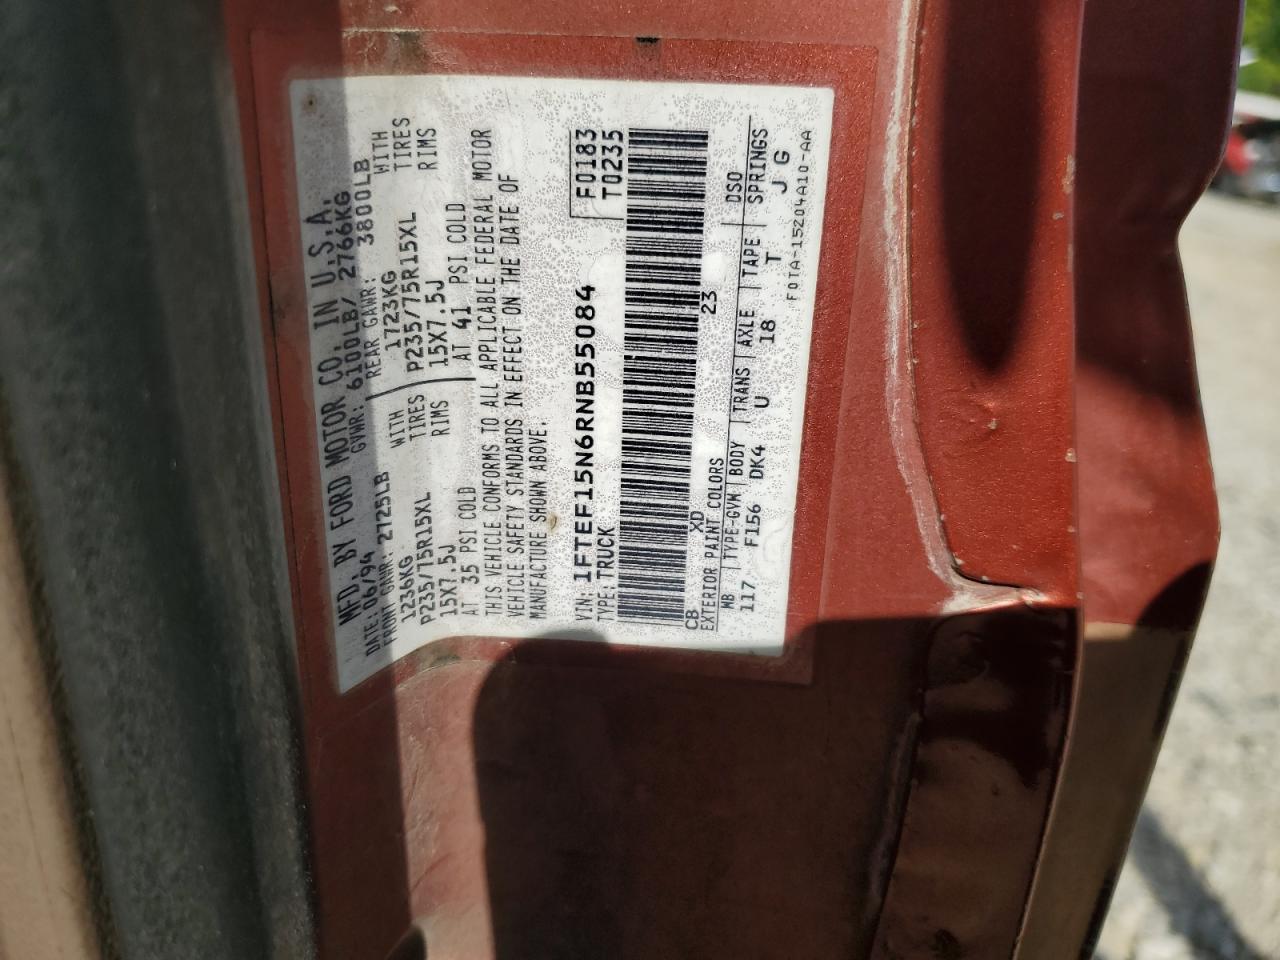 MFD. BY FORD MOTOR CO. IN U.S.A.
DATE: 06/94 GVWR: 6100LB/ 2766KG
FRONT GAWR: 2725LB REAR GAWR: 3800LB
1236KG WITH 1723KG WITH
P235/75R15XL TIRES P235/75R15XL TIRES
15X7.5J RIMS 15X7.5J RIMS
AT 35 PSI COLD AT 41 PSI COLD
THIS VEHICLE CONFORMS TO ALL APPLICABLE FEDERAL MOTOR
VEHICLE SAFETY STANDARDS IN EFFECT ON THE DATE OF
MANUFACTURE SHOWN ABOVE.
VIN: 1FTEF15N6RNB55084 F0183
TYPE: TRUCK T0235
CB XD 23
EXTERIOR PAINT COLORS DSO
WB TYPE-GVM BODY TRANS AXLE TAPE SPRINGS
117 F156 DK4 U 18 T J G
F0TA-15204A10-AA